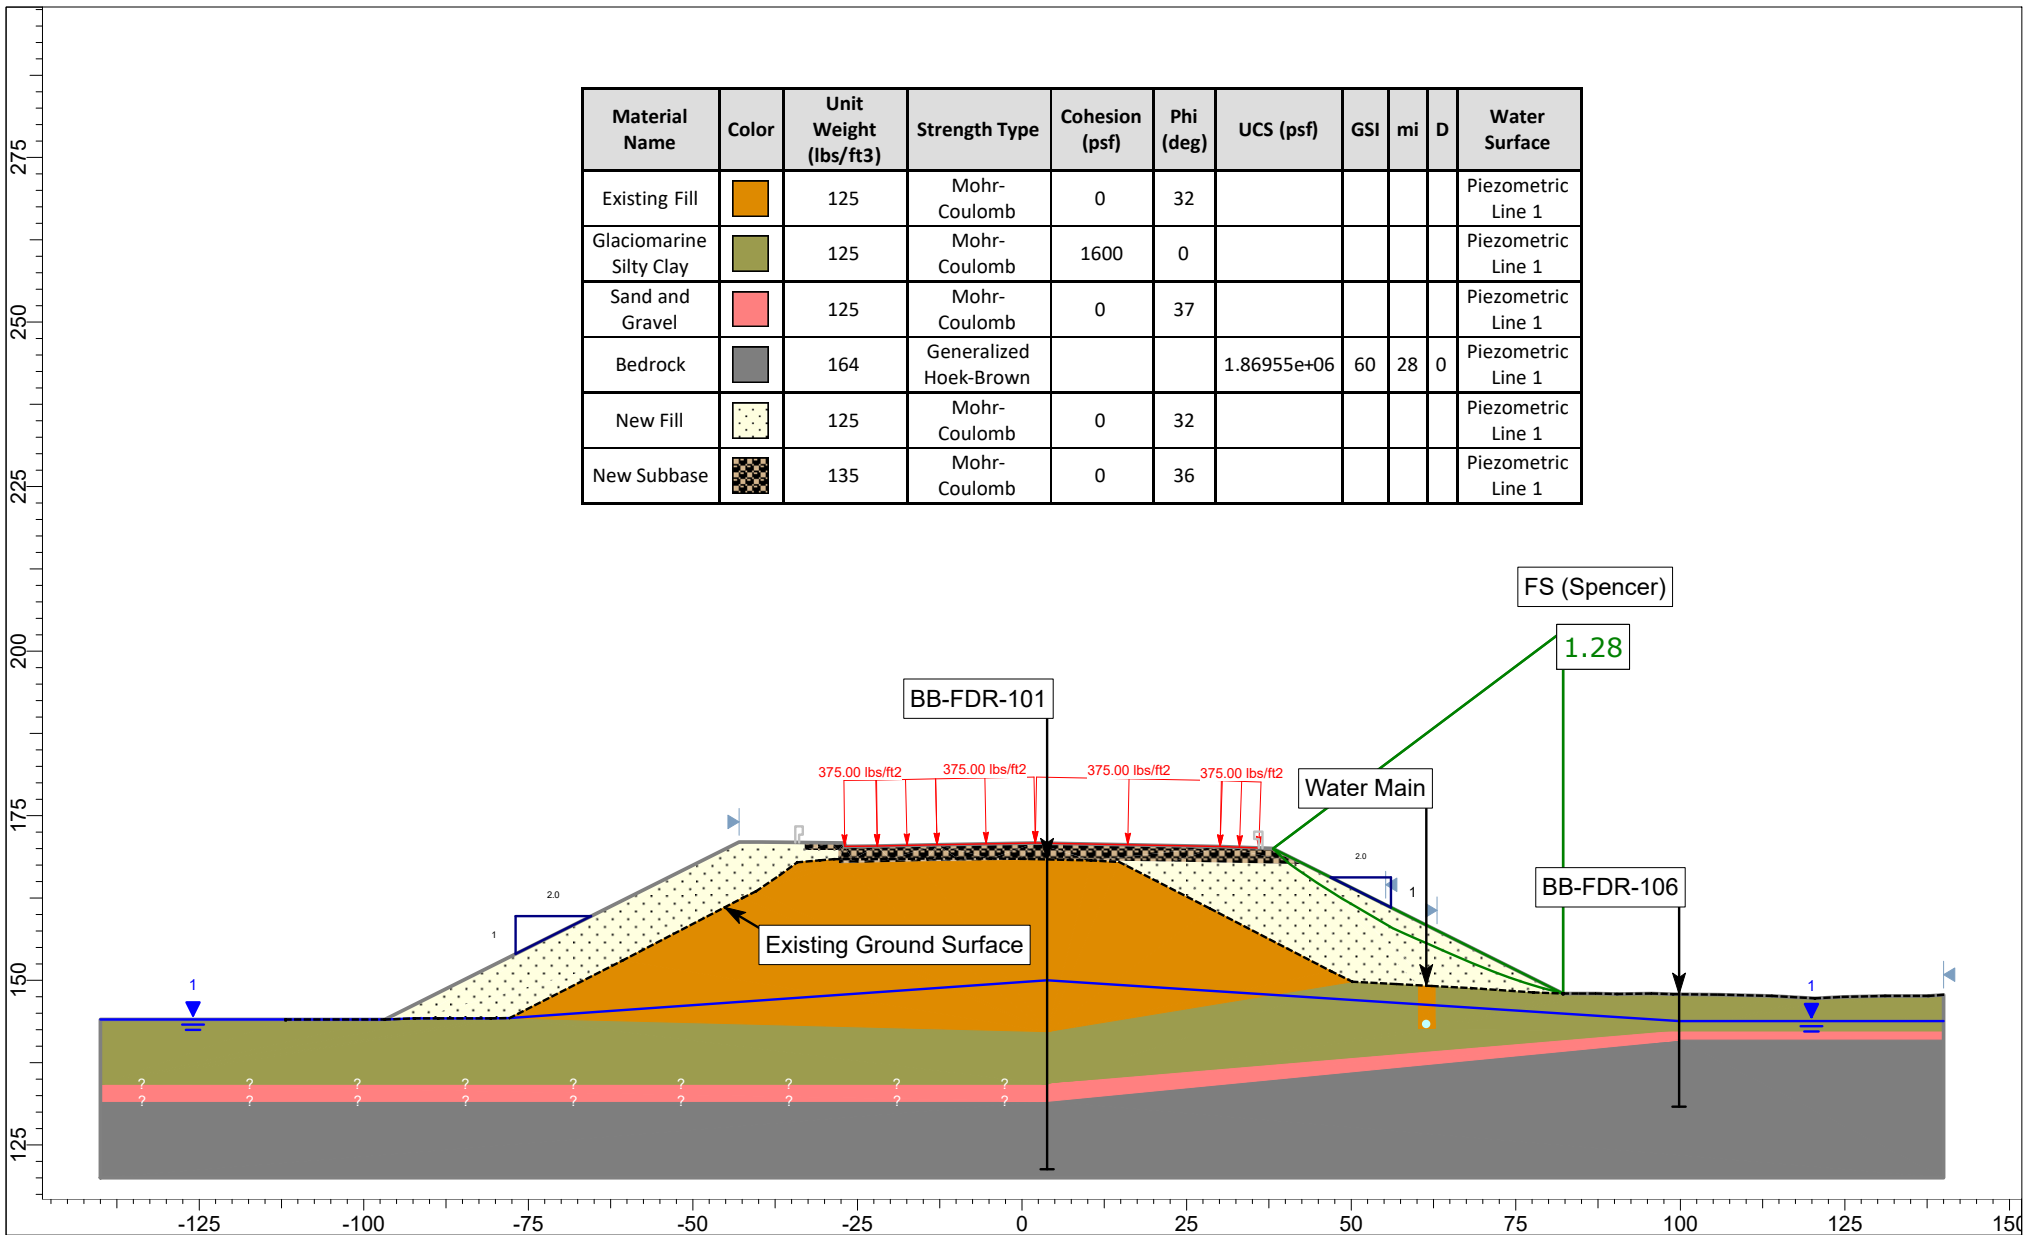 Material Name Color Unit Weight (lbs/ft3) Strength Type Cohesion (psf) Phi (deg) UCS (psf) GSI mi D Water Surface
Existing Fill 125 Mohr-Coulomb 0 32 Piezometric Line 1
Glaciomarine Silty Clay 125 Mohr-Coulomb 1600 0 Piezometric Line 1
Sand and Gravel 125 Mohr-Coulomb 0 37 Piezometric Line 1
Bedrock 164 Generalized Hoek-Brown 1.86955e+06 60 28 0 Piezometric Line 1
New Fill 125 Mohr-Coulomb 0 32 Piezometric Line 1
New Subbase 135 Mohr-Coulomb 0 36 Piezometric Line 1
FS (Spencer)
1.28
BB-FDR-101
375.00 lbs/ft2 375.00 lbs/ft2 375.00 lbs/ft2 375.00 lbs/ft2
Water Main
BB-FDR-106
2.0
1
2.0
1
Existing Ground Surface
1
1
? ? ? ? ? ? ? ? ?
? ? ? ? ? ? ? ? ?
275
250
225
200
175
150
125
-125 -100 -75 -50 -25 0 25 50 75 100 125 150